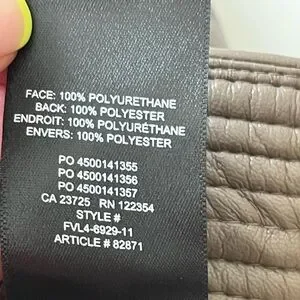 FACE: 100% POLYURETHANE
BACK: 100% POLYESTER
ENDROIT: 100% POLYURÉTHANE
ENVERS: 100% POLYESTER
PO 4500141355
PO 4500141356
PO 4500141357
CA 23725 RN 122354
STYLE #
FVL4-6929-11
ARTICLE # 82871